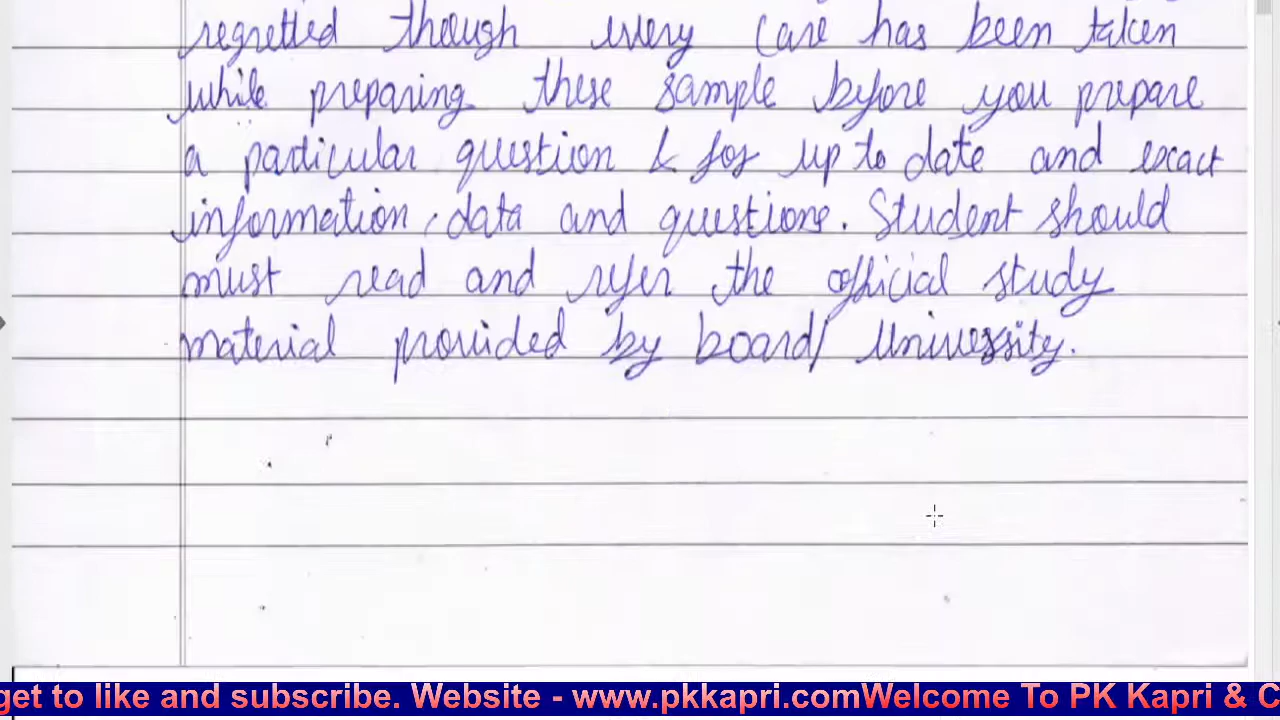 regretted though every care has been taken
while preparing these sample before you prepare
a particular question & for up to date and exact
information, data and questions. Student should
must read and refer the official study
material provided by board/ University.
get to like and subscribe. Website - www.pkkapri.comWelcome To PK Kapri & C